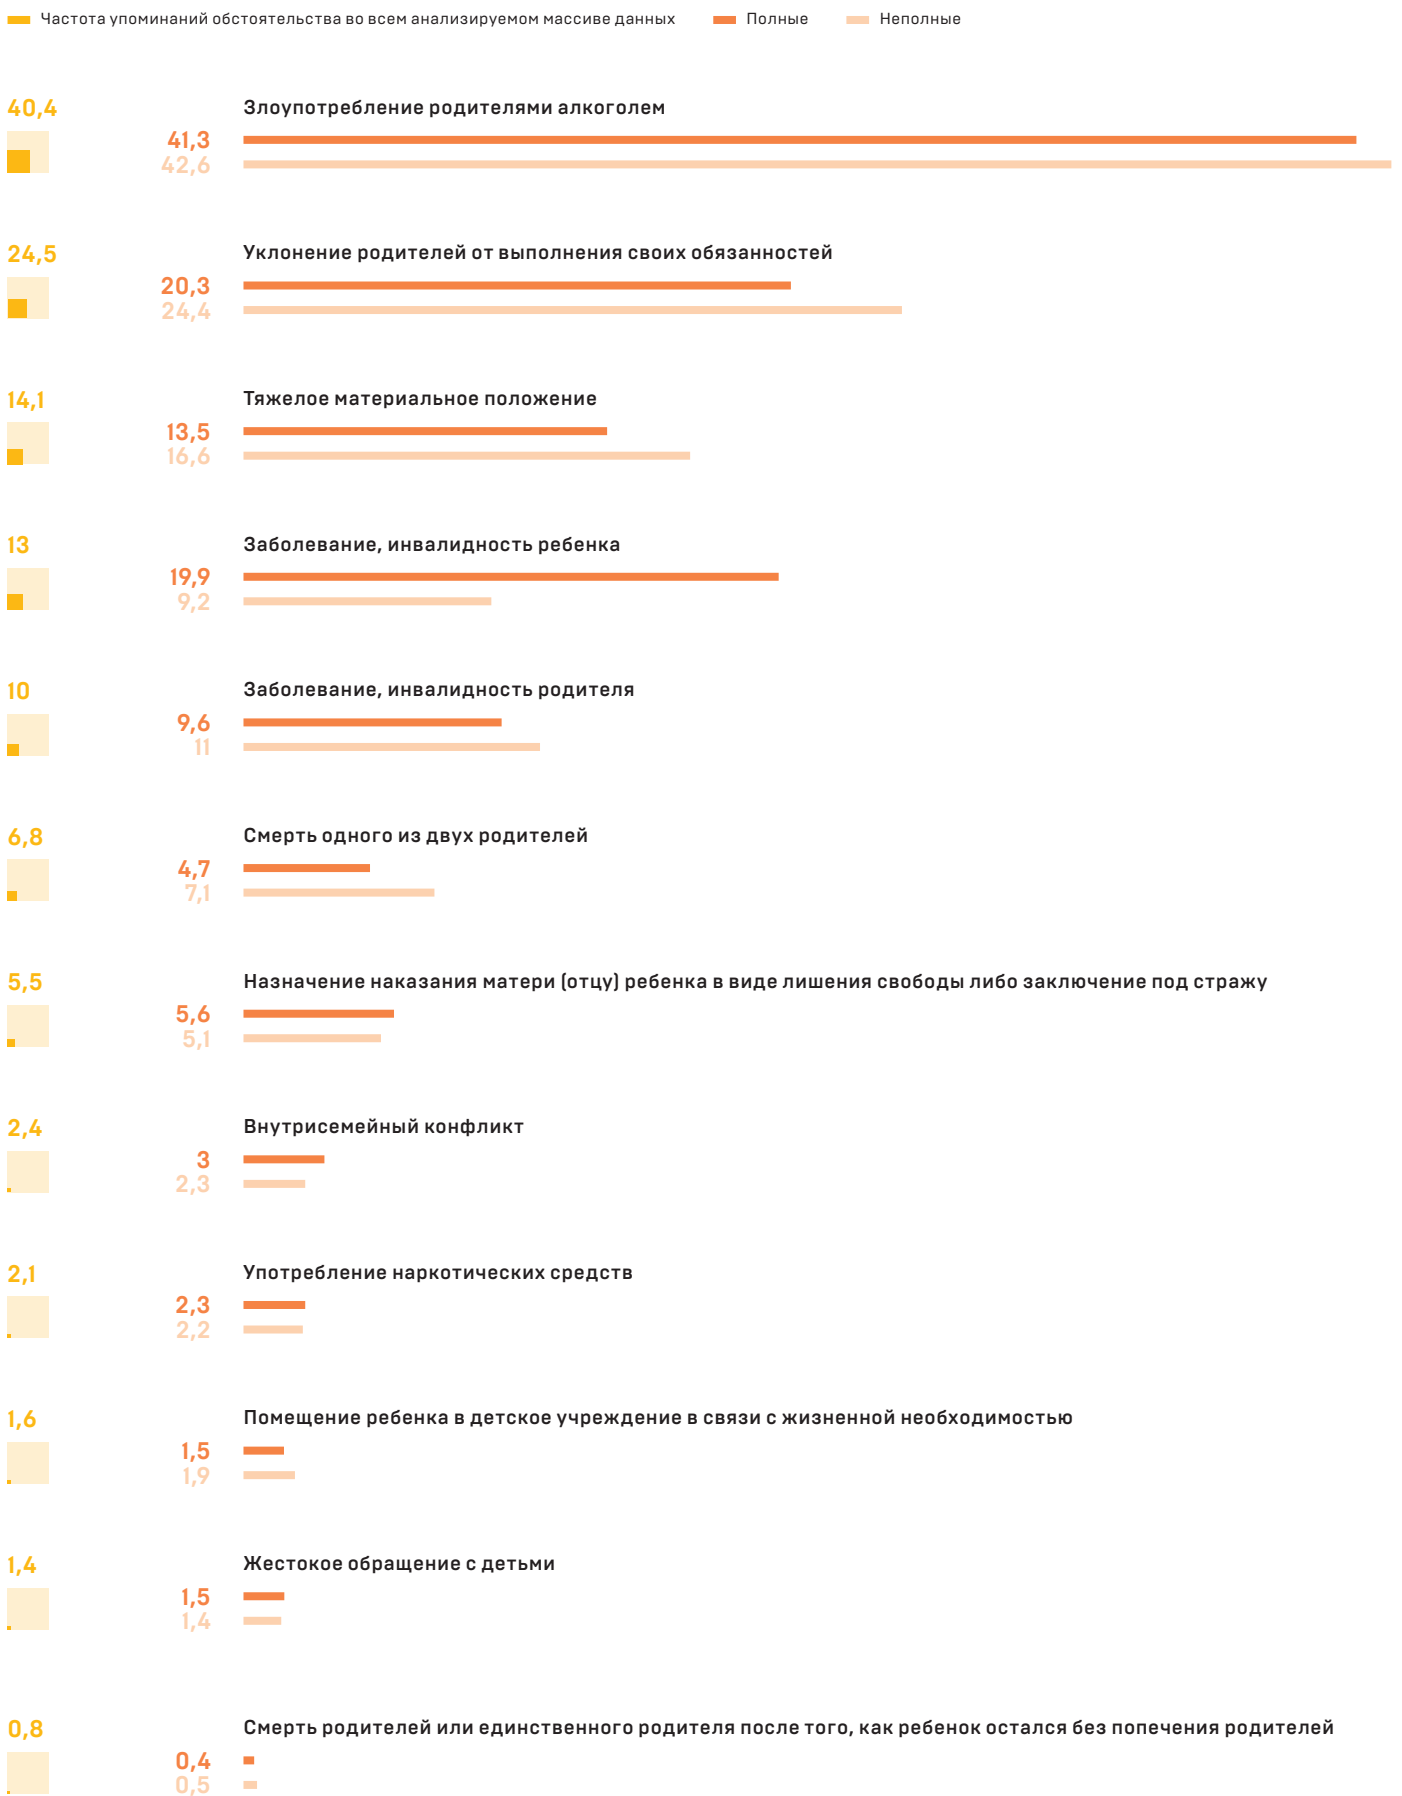 Частота упоминаний обстоятельства во всем анализируемом массиве данных Полные Неполные
40,4 Злоупотребление родителями алкоголем
41,3
42,6
24,5 Уклонение родителей от выполнения своих обязанностей
20,3
24,4
14,1 Тяжелое материальное положение
13,5
16,6
13 Заболевание, инвалидность ребенка
19,9
9,2
10 Заболевание, инвалидность родителя
9,6
11
6,8 Смерть одного из двух родителей
4,7
7,1
5,5 Назначение наказания матери (отцу) ребенка в виде лишения свободы либо заключение под стражу
5,6
5,1
2,4 Внутрисемейный конфликт
3
2,3
2,1 Употребление наркотических средств
2,3
2,2
1,6 Помещение ребенка в детское учреждение в связи с жизненной необходимостью
1,5
1,9
1,4 Жестокое обращение с детьми
1,5
1,4
0,8 Смерть родителей или единственного родителя после того, как ребенок остался без попечения родителей
0,4
0,5